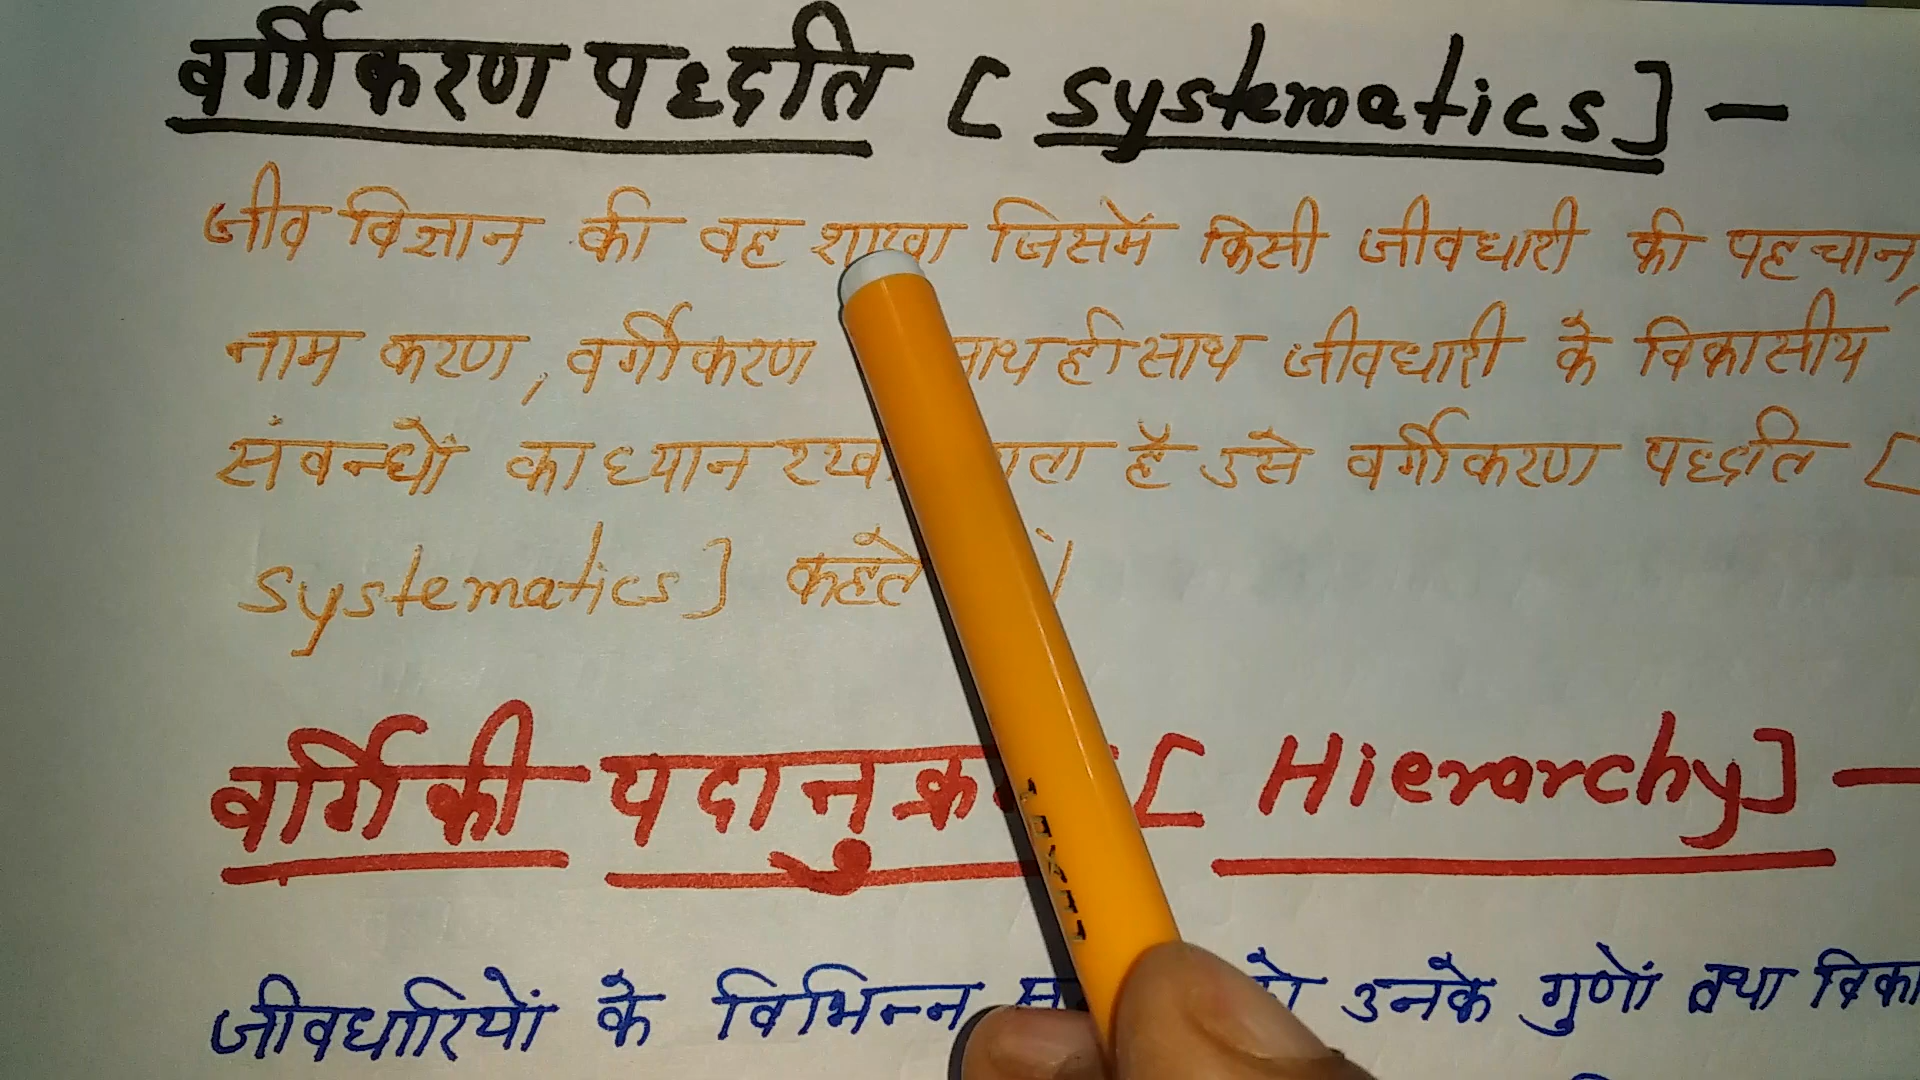 वर्गीकरण पद्धति [ Systematics ] —
जीव विज्ञान की वह शाखा जिसमें किसी जीवधारी की पहचान,
नाम करण, वर्गीकरण साथ ही साथ जीवधारी के विकासीय
संबन्धों का ध्यान है उसे वर्गीकरण पद्धति [
Systematics ] कहते ।
वर्गिकी [ Hierarchy ] —
जीवधारियों के विभिन्न उनके गुणों तथा